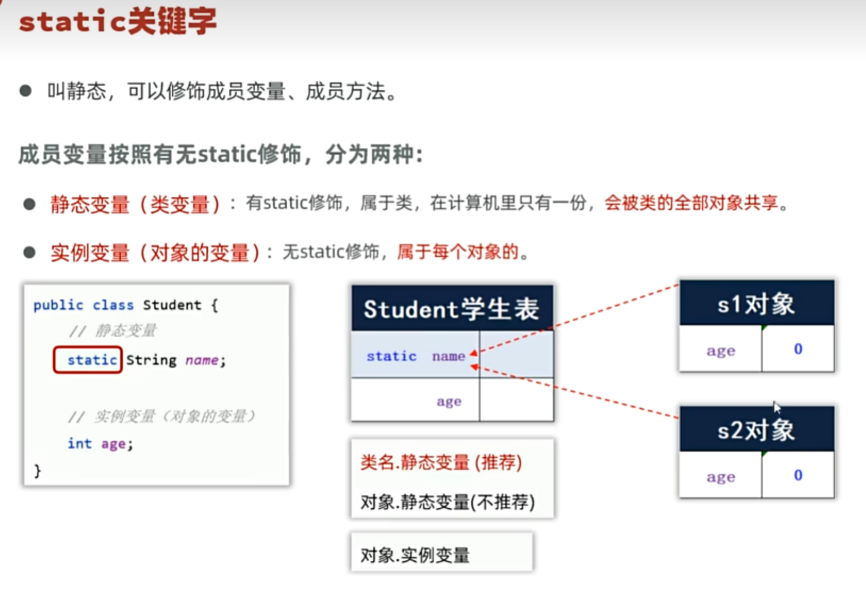 static关键字
● 叫静态，可以修饰成员变量、成员方法。
成员变量按照有无static修饰，分为两种：
● 静态变量（类变量）：有static修饰，属于类，在计算机里只有一份，会被类的全部对象共享。
● 实例变量（对象的变量）：无static修饰，属于每个对象的。
public class Student {
// 静态变量
static String name;
// 实例变量（对象的变量）
int age;
}
Student学生表
static name
age
类名.静态变量 (推荐)
对象.静态变量(不推荐)
对象.实例变量
s1对象
age 0
s2对象
age 0